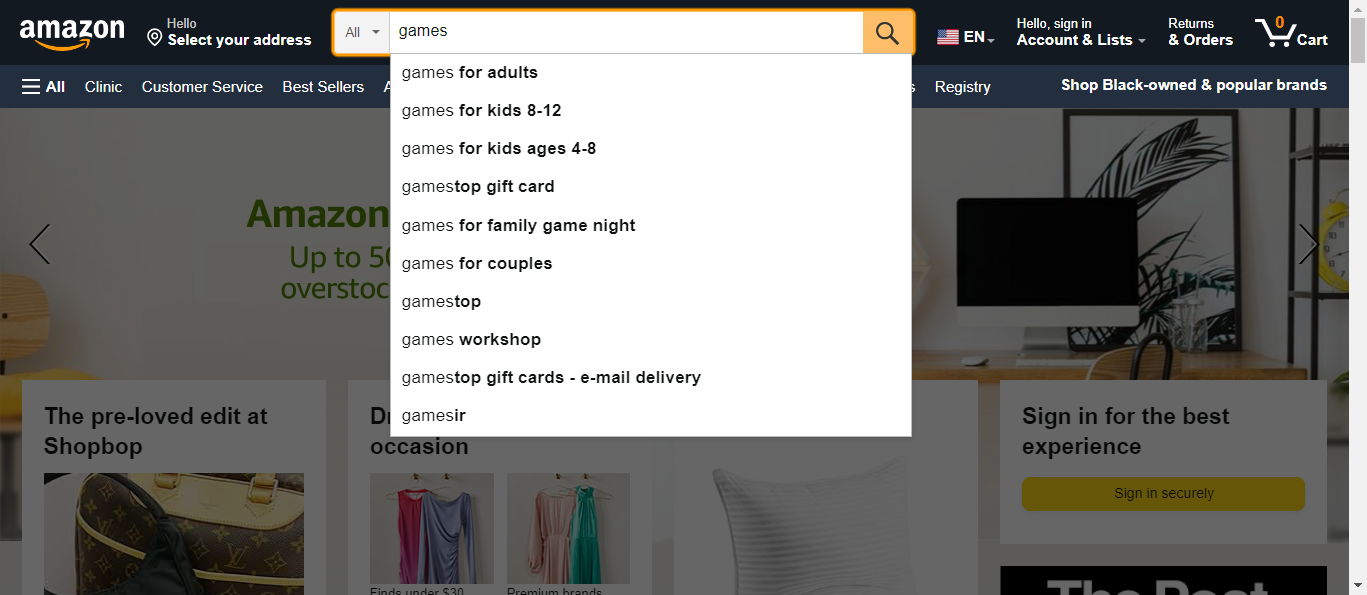 amazon
Hello
Select your address
All
games
EN
Hello, sign in
Account & Lists
Returns
& Orders
0
Cart
All
Clinic
Customer Service
Best Sellers
Registry
Shop Black-owned & popular brands
games for adults
games for kids 8-12
games for kids ages 4-8
gamestop gift card
games for family game night
games for couples
gamestop
games workshop
gamestop gift cards - e-mail delivery
gamesir
Amazon
Up to 50
overstoc
The pre-loved edit at
Shopbop
occasion
Finds under $30
Premium brands
Sign in for the best
experience
Sign in securely
The Post